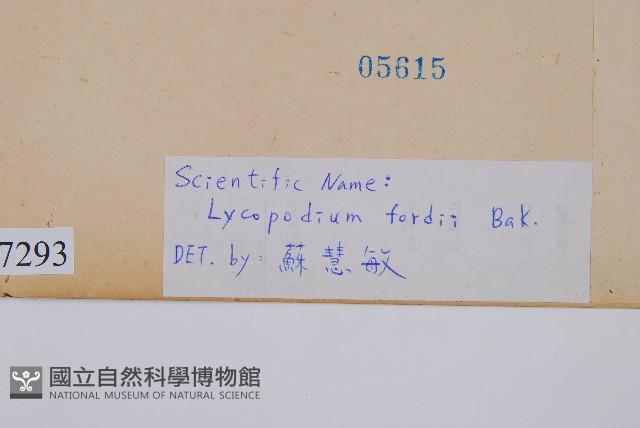 05615
Scientific Name:
Lycopodium fordii Bak.
DET. by: 蘇慧敏
7293
國立自然科學博物館
NATIONAL MUSEUM OF NATURAL SCIENCE